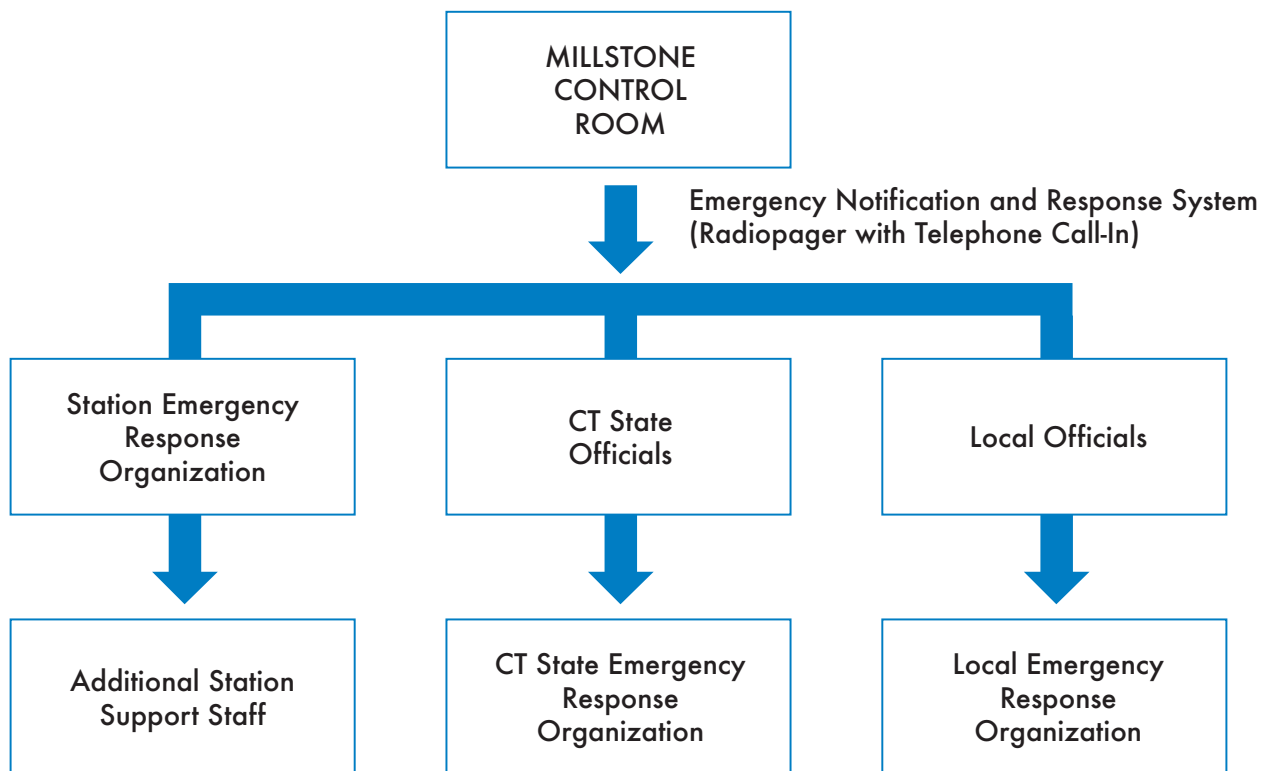 MILLSTONE
CONTROL
ROOM
Emergency Notification and Response System
(Radiopager with Telephone Call-In)
Station Emergency
Response
Organization
CT State
Officials
Local Officials
Additional Station
Support Staff
CT State Emergency
Response
Organization
Local Emergency
Response
Organization